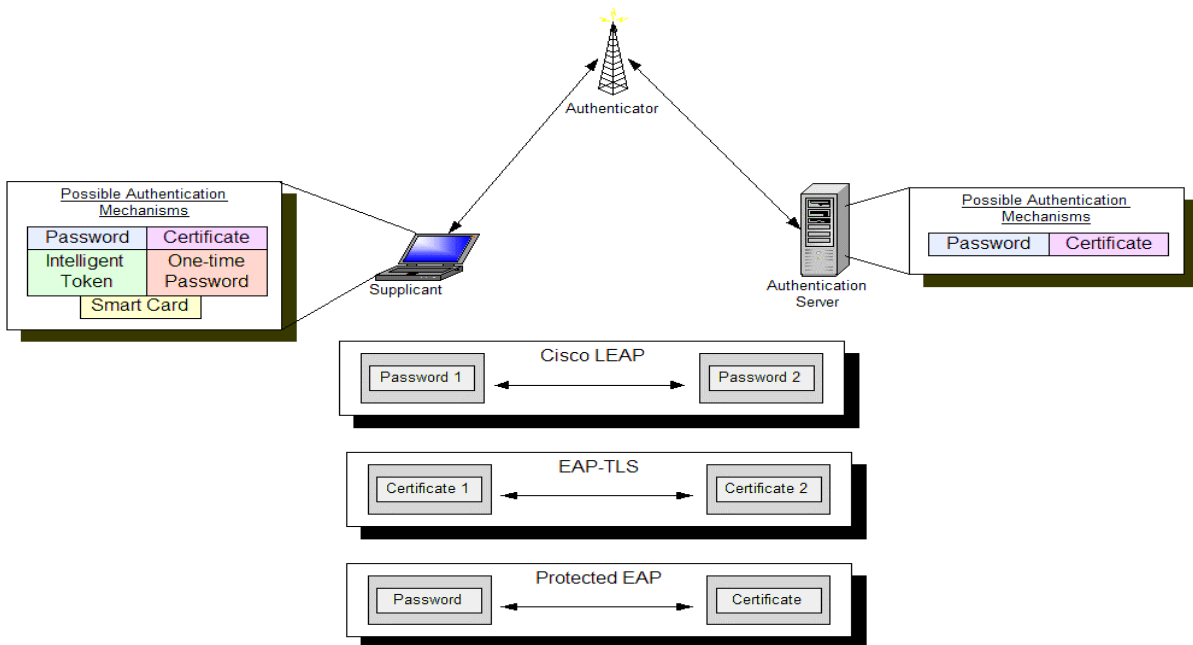 Authenticator
Possible Authentication
Mechanisms
Password Certificate
Intelligent
Token
One-time
Password
Smart Card
Supplicant
Authentication
Server
Possible Authentication
Mechanisms
Password Certificate
Cisco LEAP
Password 1 Password 2
EAP-TLS
Certificate 1 Certificate 2
Protected EAP
Password Certificate